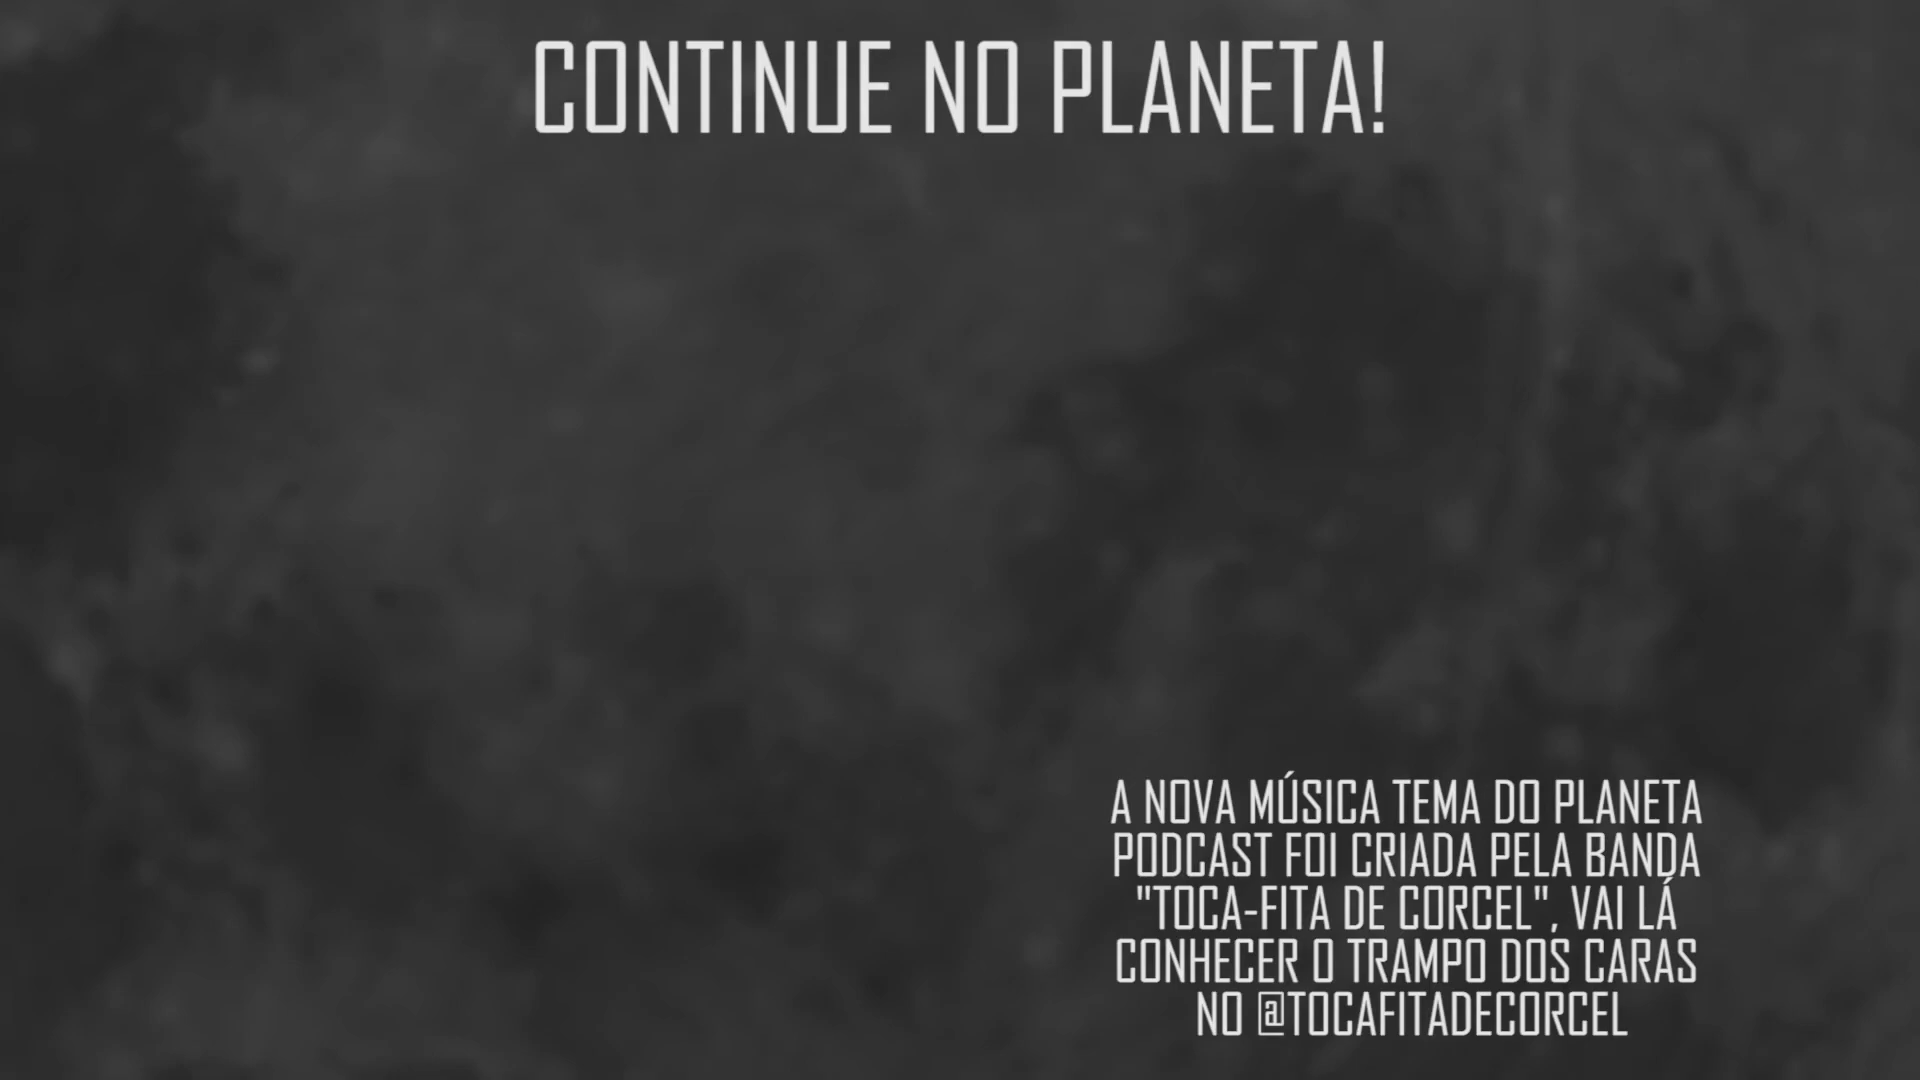 CONTINUE NO PLANETA!
A NOVA MÚSICA TEMA DO PLANETA
PODCAST FOI CRIADA PELA BANDA
"TOCA-FITA DE CORCEL", VAI LÁ
CONHECER O TRAMPO DOS CARAS
NO @TOCAFITADECORCEL